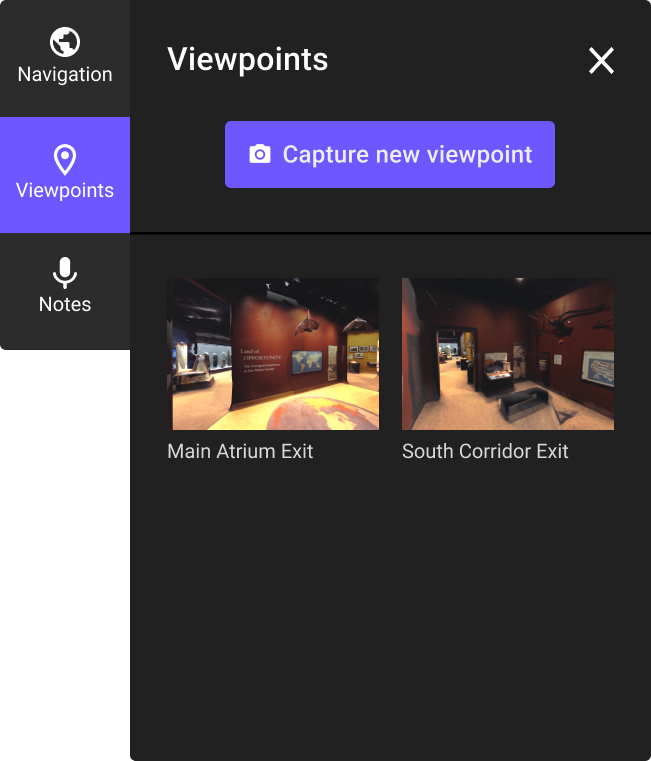 Navigation
Viewpoints
Notes
Viewpoints
Capture new viewpoint
Land of
OPPORTUNITY
Main Atrium Exit
South Corridor Exit